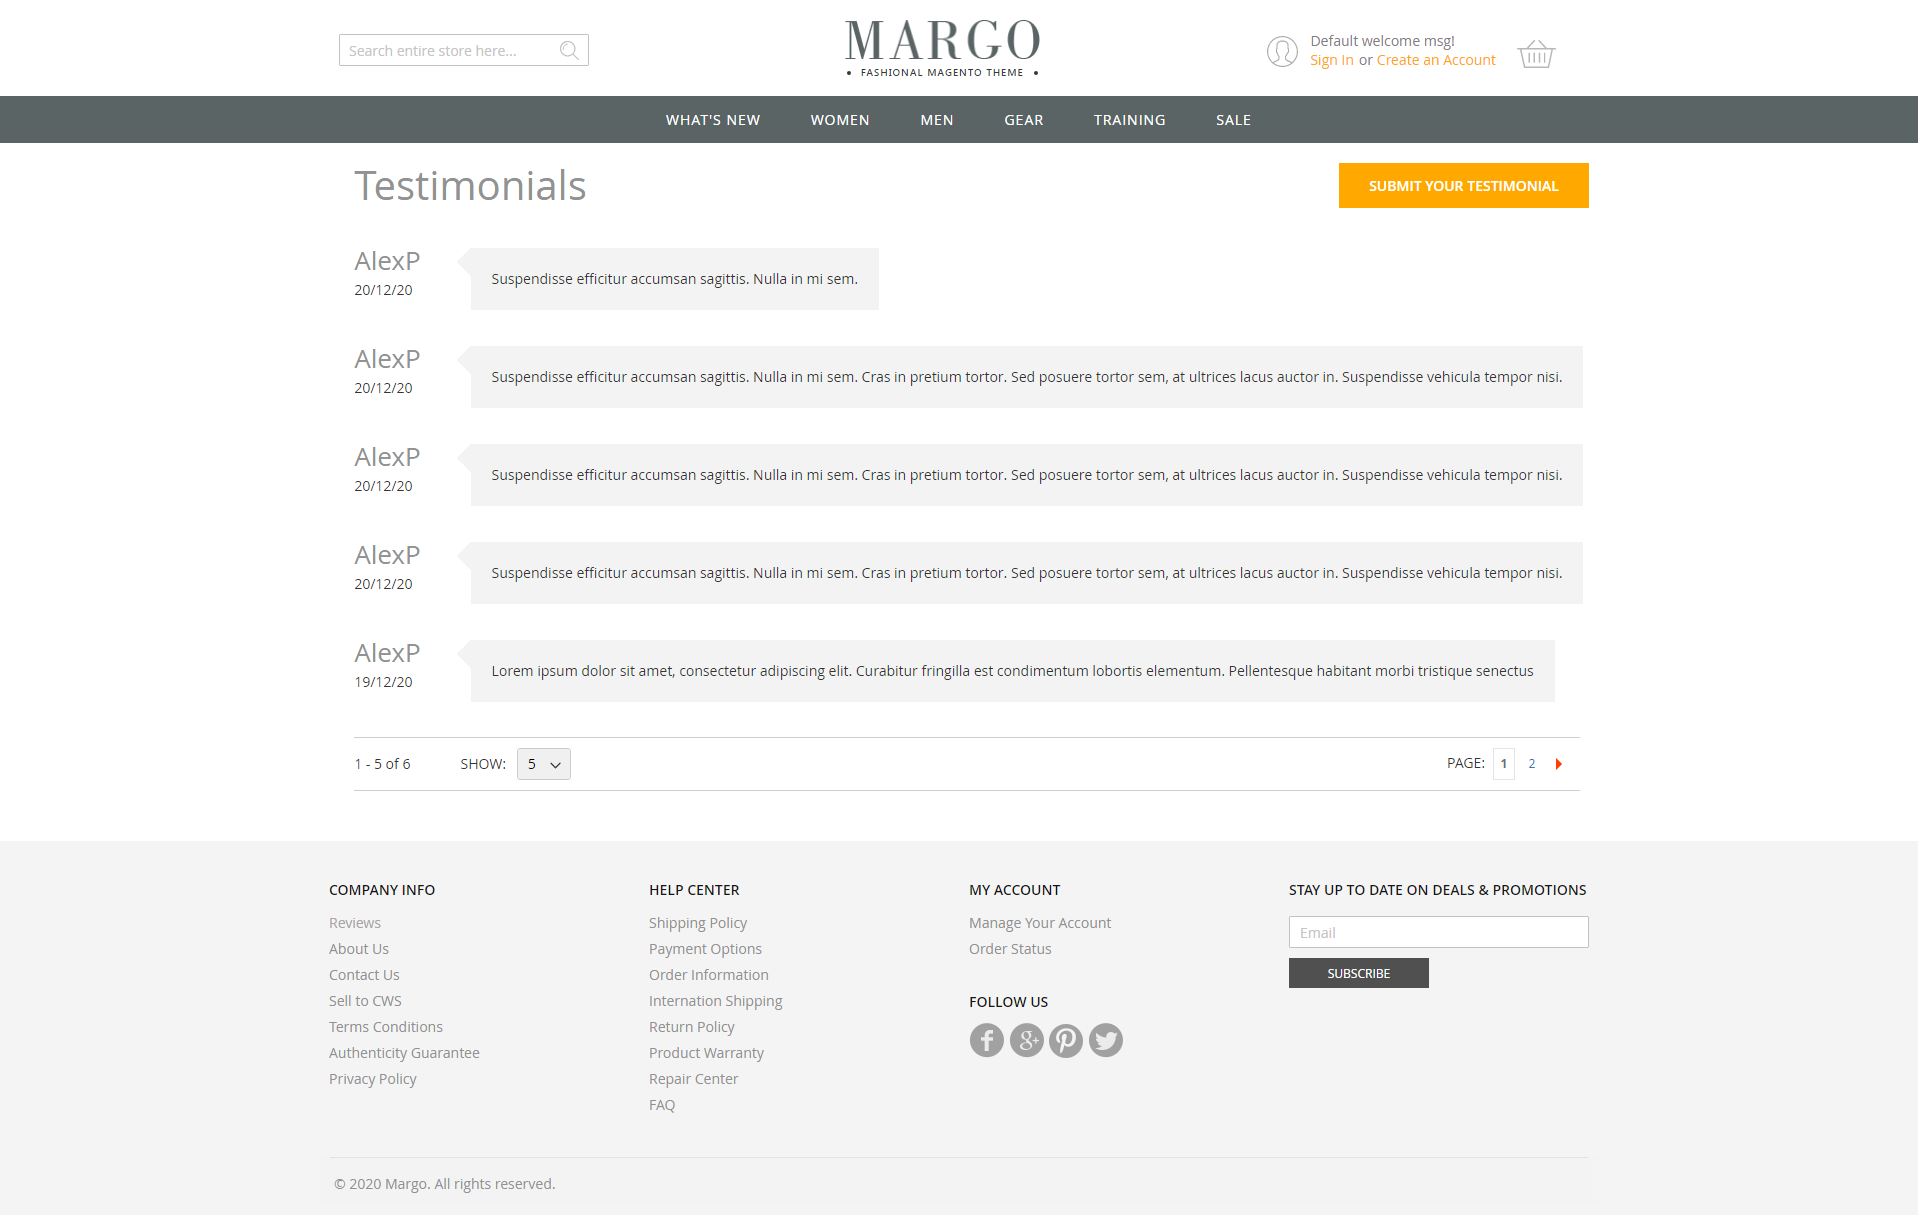 Search entire store here...
MARGO
• FASHIONAL MAGENTO THEME •
Default welcome msg!
Sign In or Create an Account
WHAT'S NEW WOMEN MEN GEAR TRAINING SALE
Testimonials
SUBMIT YOUR TESTIMONIAL
AlexP
20/12/20
Suspendisse efficitur accumsan sagittis. Nulla in mi sem.
AlexP
20/12/20
Suspendisse efficitur accumsan sagittis. Nulla in mi sem. Cras in pretium tortor. Sed posuere tortor sem, at ultrices lacus auctor in. Suspendisse vehicula tempor nisi.
AlexP
20/12/20
Suspendisse efficitur accumsan sagittis. Nulla in mi sem. Cras in pretium tortor. Sed posuere tortor sem, at ultrices lacus auctor in. Suspendisse vehicula tempor nisi.
AlexP
20/12/20
Suspendisse efficitur accumsan sagittis. Nulla in mi sem. Cras in pretium tortor. Sed posuere tortor sem, at ultrices lacus auctor in. Suspendisse vehicula tempor nisi.
AlexP
19/12/20
Lorem ipsum dolor sit amet, consectetur adipiscing elit. Curabitur fringilla est condimentum lobortis elementum. Pellentesque habitant morbi tristique senectus
1 - 5 of 6 SHOW: 5 PAGE: 1 2
COMPANY INFO
Reviews
About Us
Contact Us
Sell to CWS
Terms Conditions
Authenticity Guarantee
Privacy Policy
HELP CENTER
Shipping Policy
Payment Options
Order Information
Internation Shipping
Return Policy
Product Warranty
Repair Center
FAQ
MY ACCOUNT
Manage Your Account
Order Status
FOLLOW US
STAY UP TO DATE ON DEALS & PROMOTIONS
Email
SUBSCRIBE
© 2020 Margo. All rights reserved.